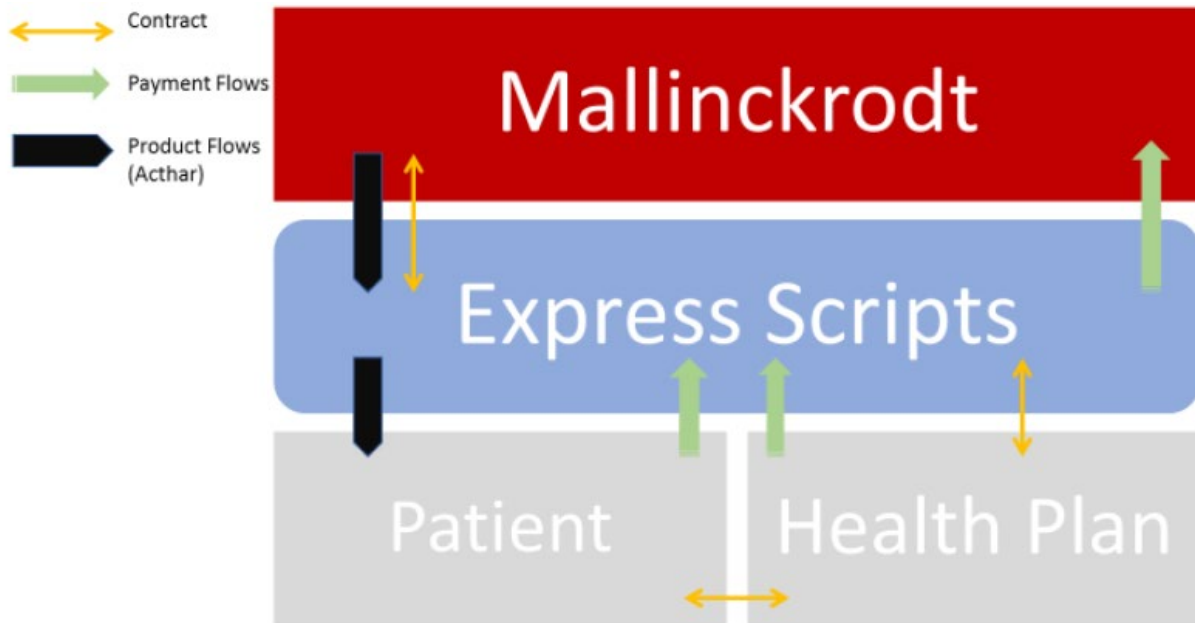 Contract
Payment Flows
Product Flows
(Acthar)
Mallinckrodt
Express Scripts
Patient
Health Plan